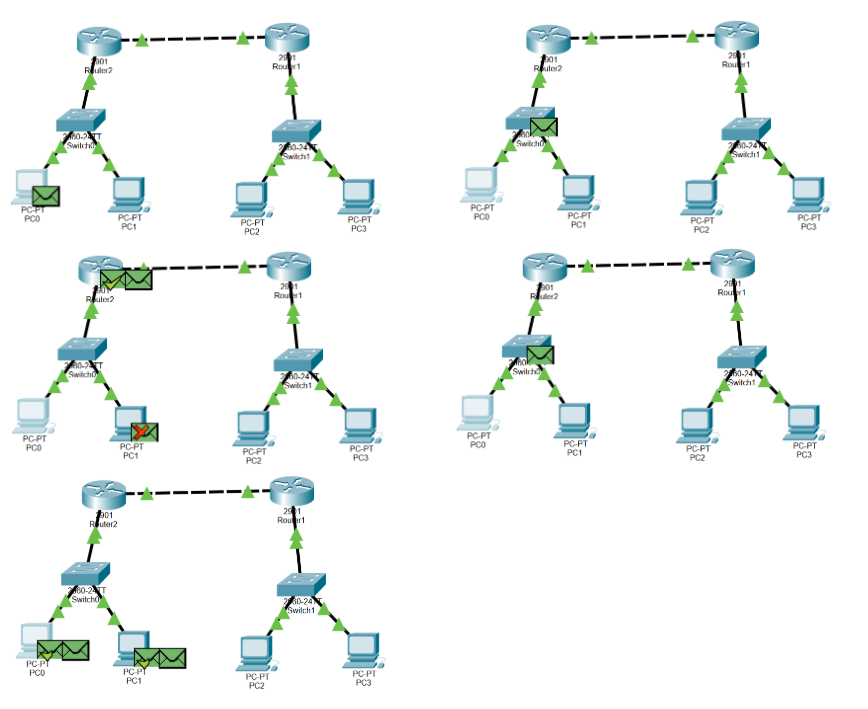 2901
Router2
2901
Router1
2960-24TT
Switch0
2960-24TT
Switch1
PC-PT
PC0
PC-PT
PC1
PC-PT
PC2
PC-PT
PC3
2901
Router2
2901
Router1
2960-24TT
Switch0
2960-24TT
Switch1
PC-PT
PC0
PC-PT
PC1
PC-PT
PC2
PC-PT
PC3
2901
Router2
2901
Router1
2960-24TT
Switch0
2960-24TT
Switch1
PC-PT
PC0
PC-PT
PC1
PC-PT
PC2
PC-PT
PC3
2901
Router2
2901
Router1
2960-24TT
Switch0
2960-24TT
Switch1
PC-PT
PC0
PC-PT
PC1
PC-PT
PC2
PC-PT
PC3
2901
Router2
2901
Router1
2960-24TT
Switch0
2960-24TT
Switch1
PC-PT
PC0
PC-PT
PC1
PC-PT
PC2
PC-PT
PC3